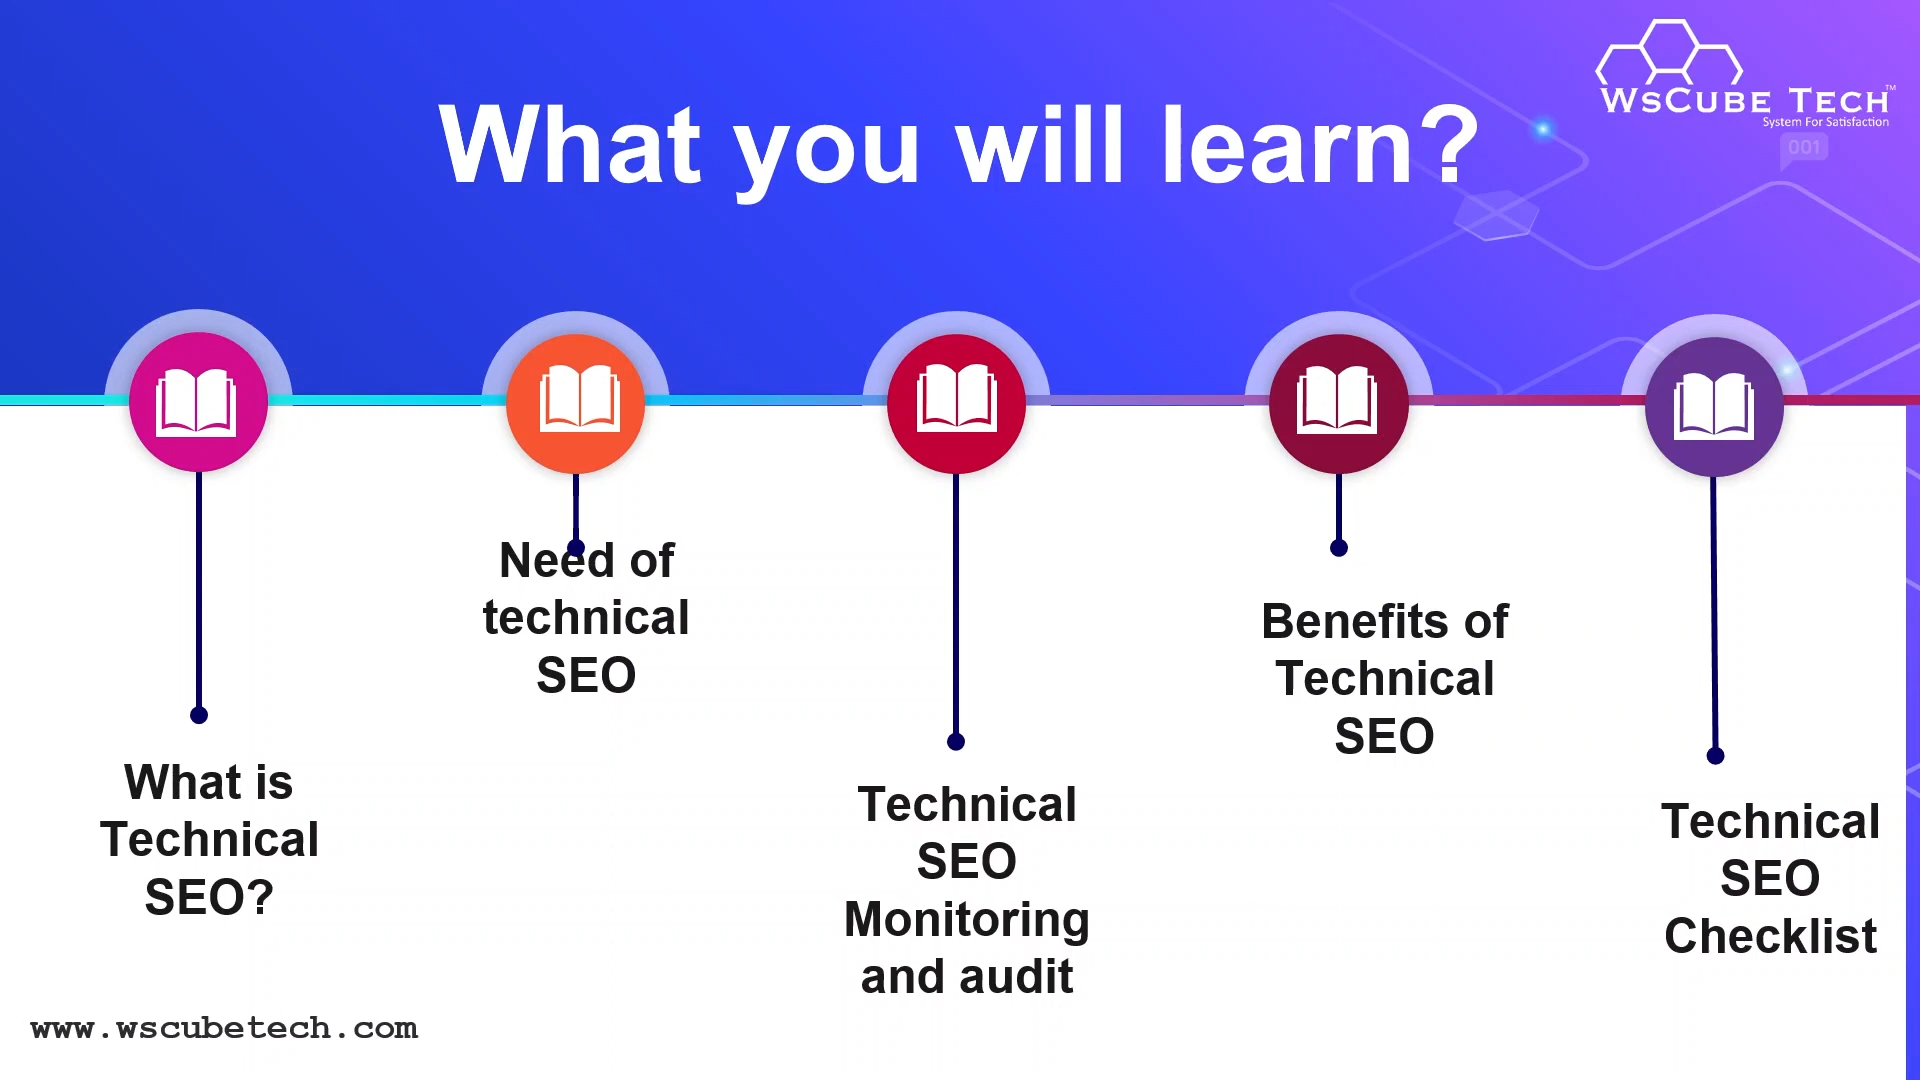 What you will learn?
WsCube Tech™
System For Satisfaction
001
What is
Technical
SEO?
Need of
technical
SEO
Technical
SEO
Monitoring
and audit
Benefits of
Technical
SEO
Technical
SEO
Checklist
www.wscubetech.com